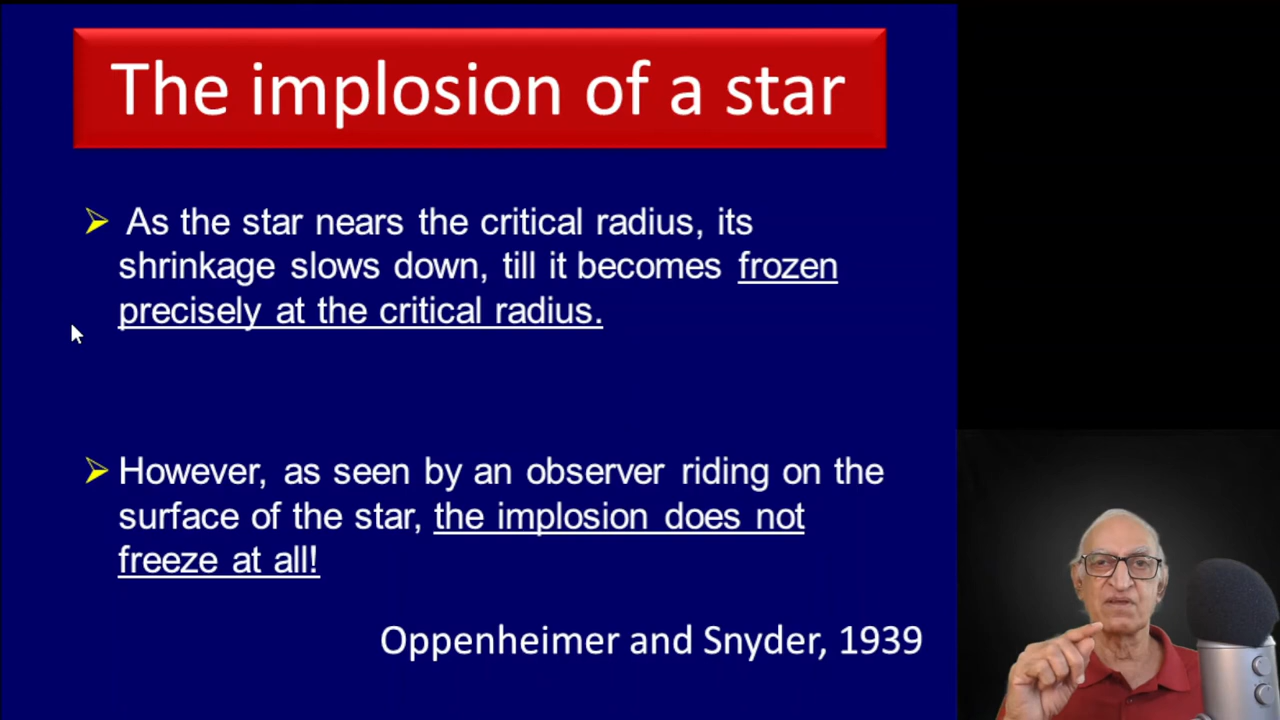 The implosion of a star
As the star nears the critical radius, its
shrinkage slows down, till it becomes frozen
precisely at the critical radius.
However, as seen by an observer riding on the
surface of the star, the implosion does not
freeze at all!
Oppenheimer and Snyder, 1939